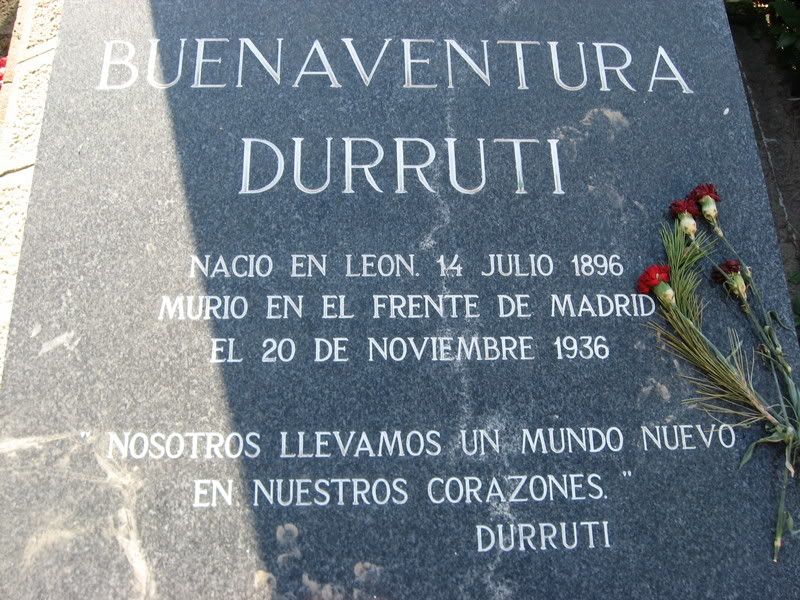 BUENAVENTURA
DURRUTI
NACIO EN LEON. 14 JULIO 1896
MURIO EN EL FRENTE DE MADRID
EL 20 DE NOVIEMBRE 1936
" NOSOTROS LLEVAMOS UN MUNDO NUEVO
EN NUESTROS CORAZONES. "
DURRUTI